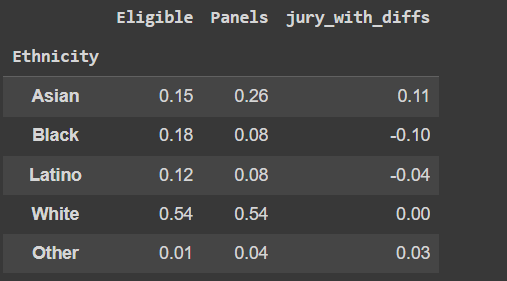 Eligible Panels jury_with_diffs
Ethnicity
Asian 0.15 0.26 0.11
Black 0.18 0.08 -0.10
Latino 0.12 0.08 -0.04
White 0.54 0.54 0.00
Other 0.01 0.04 0.03